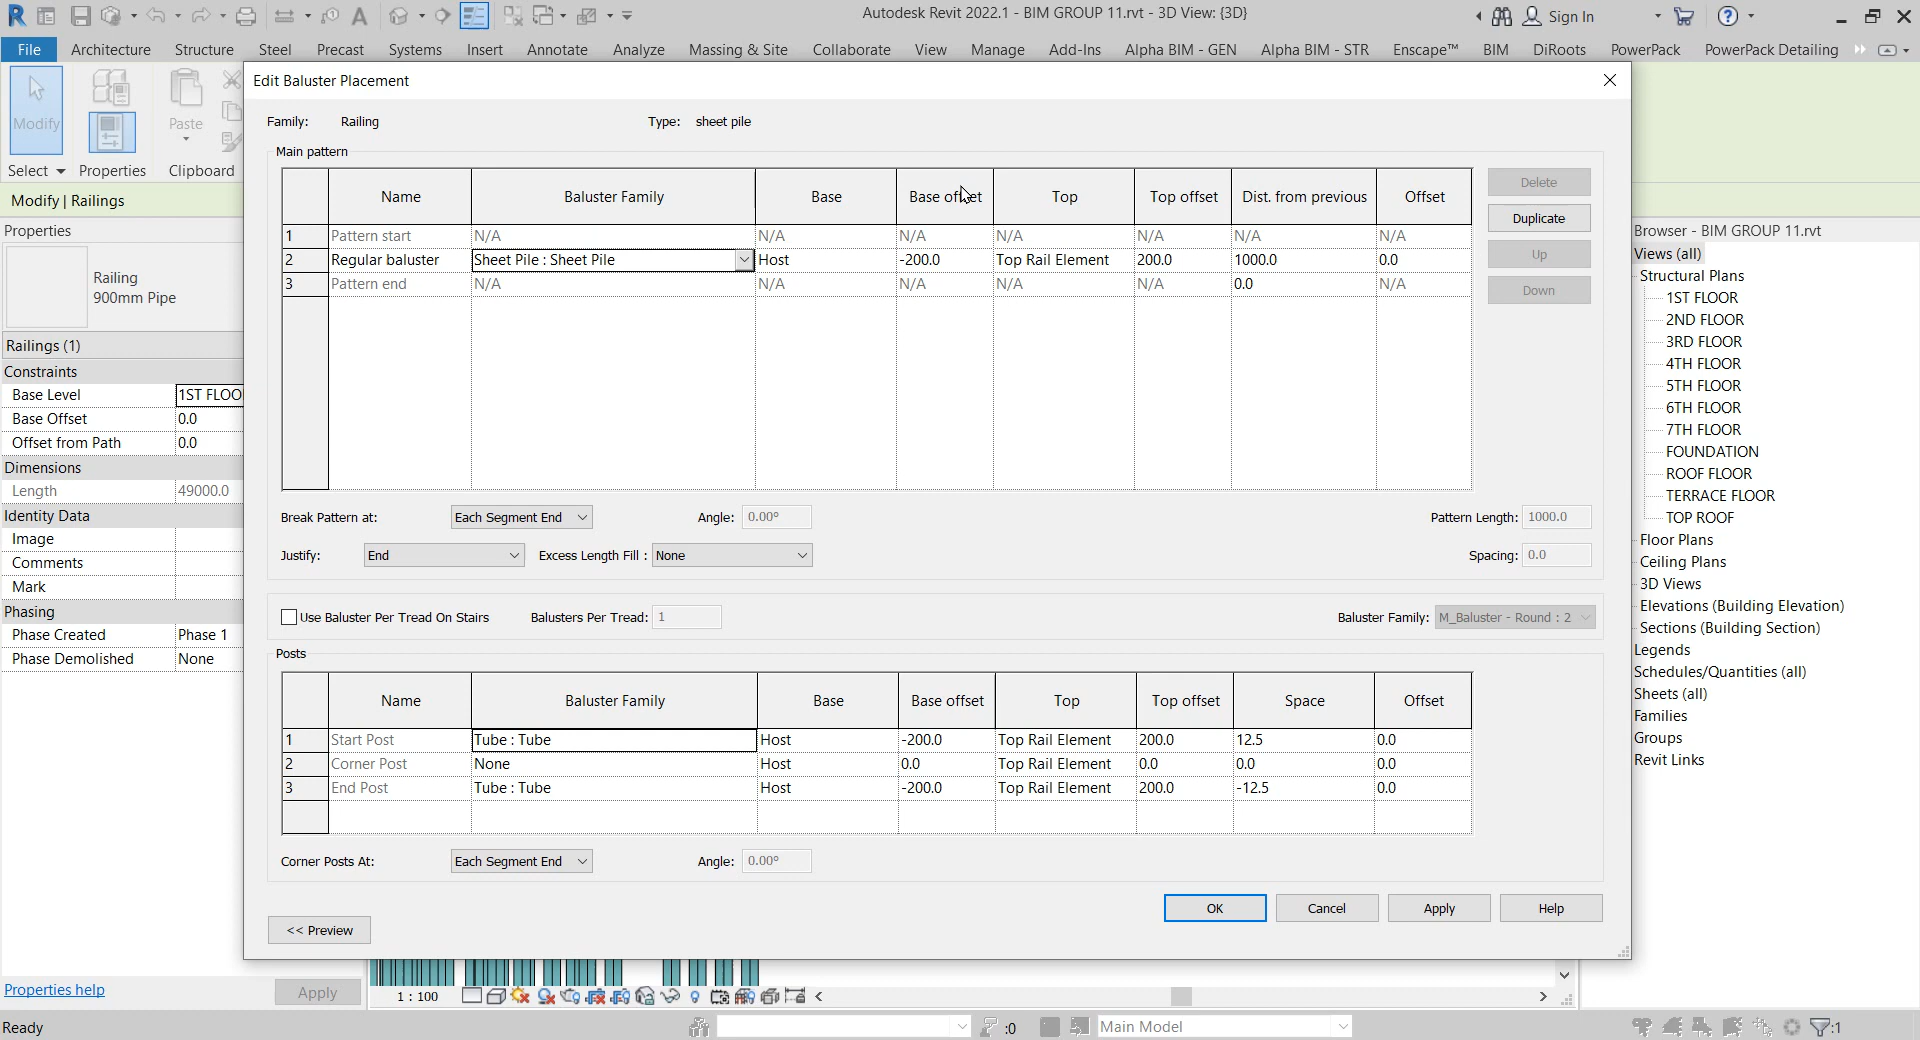 Autodesk Revit 2022.1 - BIM GROUP 11.rvt - 3D View: {3D}
Sign In
File Architecture Structure Steel Precast Systems Insert Annotate Analyze Massing & Site Collaborate View Manage Add-Ins Alpha BIM - GEN Alpha BIM - STR Enscape™ BIM DiRoots PowerPack PowerPack Detailing
Modify
Paste
Select Properties Clipboard
Modify | Railings
Properties
Railing
900mm Pipe
Railings (1)
Constraints
Base Level 1ST FLOO
Base Offset 0.0
Offset from Path 0.0
Dimensions
Length 49000.0
Identity Data
Image
Comments
Mark
Phasing
Phase Created Phase 1
Phase Demolished None
Properties help Apply
Ready
Edit Baluster Placement
Family: Railing Type: sheet pile
Main pattern
Name Baluster Family Base Base offset Top Top offset Dist. from previous Offset
1 Pattern start N/A N/A N/A N/A N/A N/A N/A
2 Regular baluster Sheet Pile : Sheet Pile Host -200.0 Top Rail Element 200.0 1000.0 0.0
3 Pattern end N/A N/A N/A N/A N/A 0.0 N/A
Delete
Duplicate
Up
Down
Break Pattern at: Each Segment End Angle: 0.00° Pattern Length: 1000.0
Justify: End Excess Length Fill : None Spacing: 0.0
Use Baluster Per Tread On Stairs Balusters Per Tread: 1 Baluster Family: M_Baluster - Round : 2
Posts
Name Baluster Family Base Base offset Top Top offset Space Offset
1 Start Post Tube : Tube Host -200.0 Top Rail Element 200.0 12.5 0.0
2 Corner Post None Host 0.0 Top Rail Element 0.0 0.0 0.0
3 End Post Tube : Tube Host -200.0 Top Rail Element 200.0 -12.5 0.0
Corner Posts At: Each Segment End Angle: 0.00°
OK Cancel Apply Help
<< Preview
1 : 100
:0 Main Model :1
Browser - BIM GROUP 11.rvt
Views (all)
Structural Plans
1ST FLOOR
2ND FLOOR
3RD FLOOR
4TH FLOOR
5TH FLOOR
6TH FLOOR
7TH FLOOR
FOUNDATION
ROOF FLOOR
TERRACE FLOOR
TOP ROOF
Floor Plans
Ceiling Plans
3D Views
Elevations (Building Elevation)
Sections (Building Section)
Legends
Schedules/Quantities (all)
Sheets (all)
Families
Groups
Revit Links